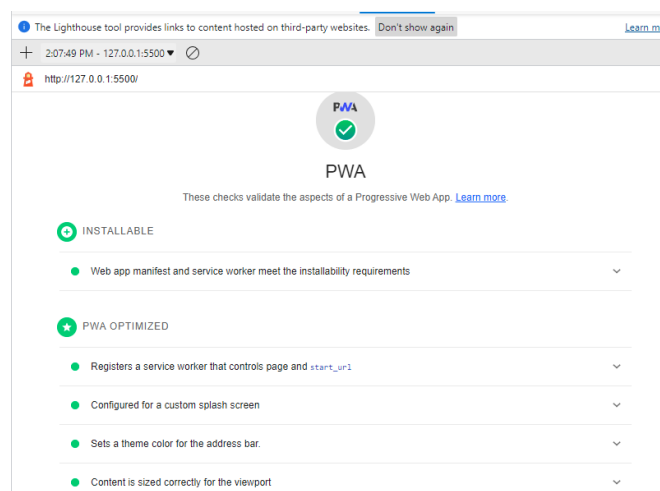 The Lighthouse tool provides links to content hosted on third-party websites. Don't show again Learn m
2:07:49 PM - 127.0.0.1:5500
http://127.0.0.1:5500/
PWA
PWA
These checks validate the aspects of a Progressive Web App. Learn more.
INSTALLABLE
Web app manifest and service worker meet the installability requirements
PWA OPTIMIZED
Registers a service worker that controls page and start_url
Configured for a custom splash screen
Sets a theme color for the address bar.
Content is sized correctly for the viewport